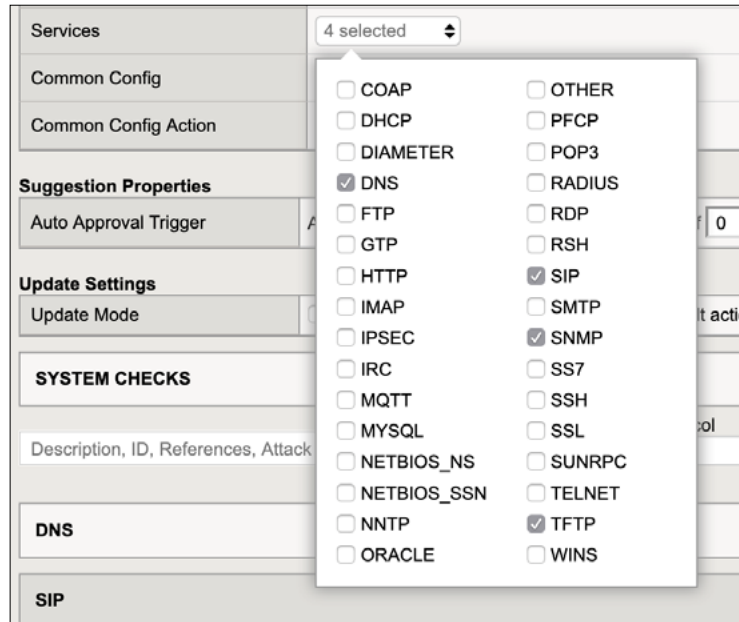 Services
4 selected
Common Config
Common Config Action
COAP
DHCP
DIAMETER
DNS
FTP
GTP
HTTP
IMAP
IPSEC
IRC
MQTT
MYSQL
NETBIOS_NS
NETBIOS_SSN
NNTP
ORACLE
OTHER
PFCP
POP3
RADIUS
RDP
RSH
SIP
SMTP
SNMP
SS7
SSH
SSL
SUNRPC
TELNET
TFTP
WINS
Suggestion Properties
Auto Approval Trigger
0
Update Settings
Update Mode
SYSTEM CHECKS
Description, ID, References, Attack
DNS
SIP